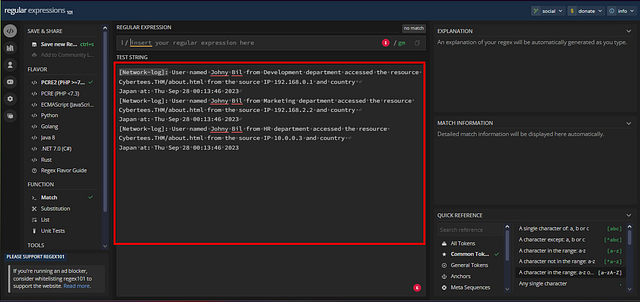 regular expressions 101
social
donate
info
SAVE & SHARE
Save new Re... ctrl+s
Add to Community L
FLAVOR
PCRE2 (PHP >=7...
PCRE (PHP <7.3)
ECMAScript (JavaScr...
Python
Golang
Java 8
.NET 7.0 (C#)
Rust
Regex Flavor Guide
FUNCTION
Match
Substitution
List
Unit Tests
TOOLS
PLEASE SUPPORT REGEX101
If you're running an ad blocker,
consider whitelisting regex101
to support the website. Read more.
REGULAR EXPRESSION
no match
/ insert your regular expression here / gm
TEST STRING
[Network-log]: User named Johny Bil from Development department accessed the resource
Cybertees.THM/about.html from the source IP 192.168.0.1 and country
Japan at: Thu Sep 28 00:13:46 2023
[Network-log]: User named Johny Bil from Marketing department accessed the resource
Cybertees.THM/about.html from the source IP 192.168.2.2 and country
Japan at: Thu Sep 28 00:13:46 2023
[Network-log]: User named Johny Bil from HR department accessed the resource
Cybertees.THM/about.html from the source IP 10.0.0.3 and country
Japan at: Thu Sep 28 00:13:46 2023
EXPLANATION
An explanation of your regex will be automatically generated as you type.
MATCH INFORMATION
Detailed match information will be displayed here automatically.
QUICK REFERENCE
Search reference
All Tokens
Common Tok...
General Tokens
Anchors
Meta Sequences
A single character of: a, b or c [abc]
A character except: a, b or c [^abc]
A character in the range: a-z [a-z]
A character not in the range: a-z [^a-z]
A character in the range: a-z o... [a-zA-Z]
Any single character .